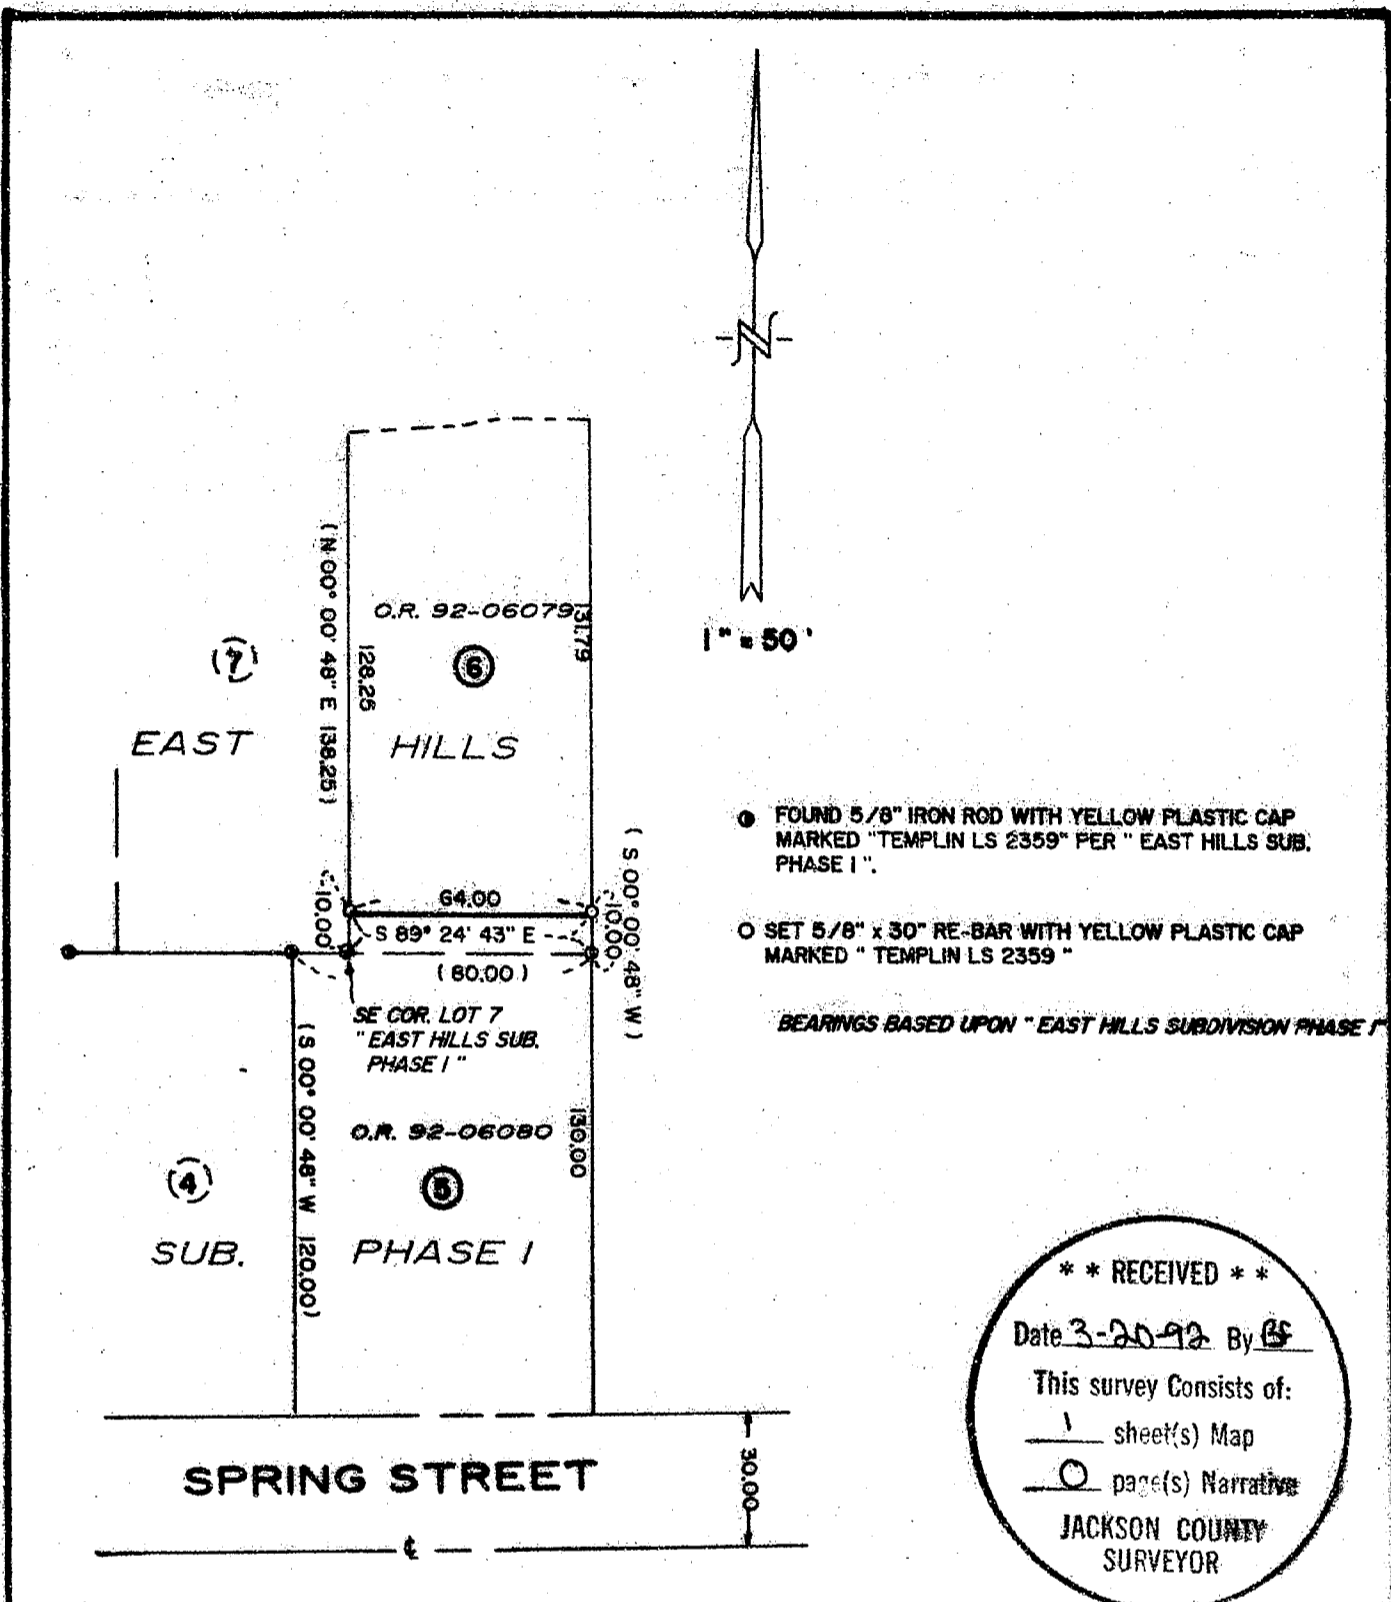 N
1" = 50'
(N 00° 00' 48" E 138.25)
128.25
O.R. 92-06079
131.79
6
7
EAST
HILLS
10.00
64.00
S 89° 24' 43" E
(80.00)
10.00
(S 00° 00' 48" W)
SE COR. LOT 7
"EAST HILLS SUB.
PHASE I"
FOUND 5/8" IRON ROD WITH YELLOW PLASTIC CAP
MARKED "TEMPLIN LS 2359" PER "EAST HILLS SUB.
PHASE I".
SET 5/8" x 30" RE-BAR WITH YELLOW PLASTIC CAP
MARKED "TEMPLIN LS 2359"
BEARINGS BASED UPON "EAST HILLS SUBDIVISION PHASE I"
(S 00° 00' 48" W 120.00)
O.R. 92-06080
130.00
4
5
SUB.
PHASE I
SPRING STREET
30.00
℄
* * RECEIVED * *
Date 3-20-92 By BF
This survey Consists of:
1 sheet(s) Map
0 page(s) Narrative
JACKSON COUNTY
SURVEYOR